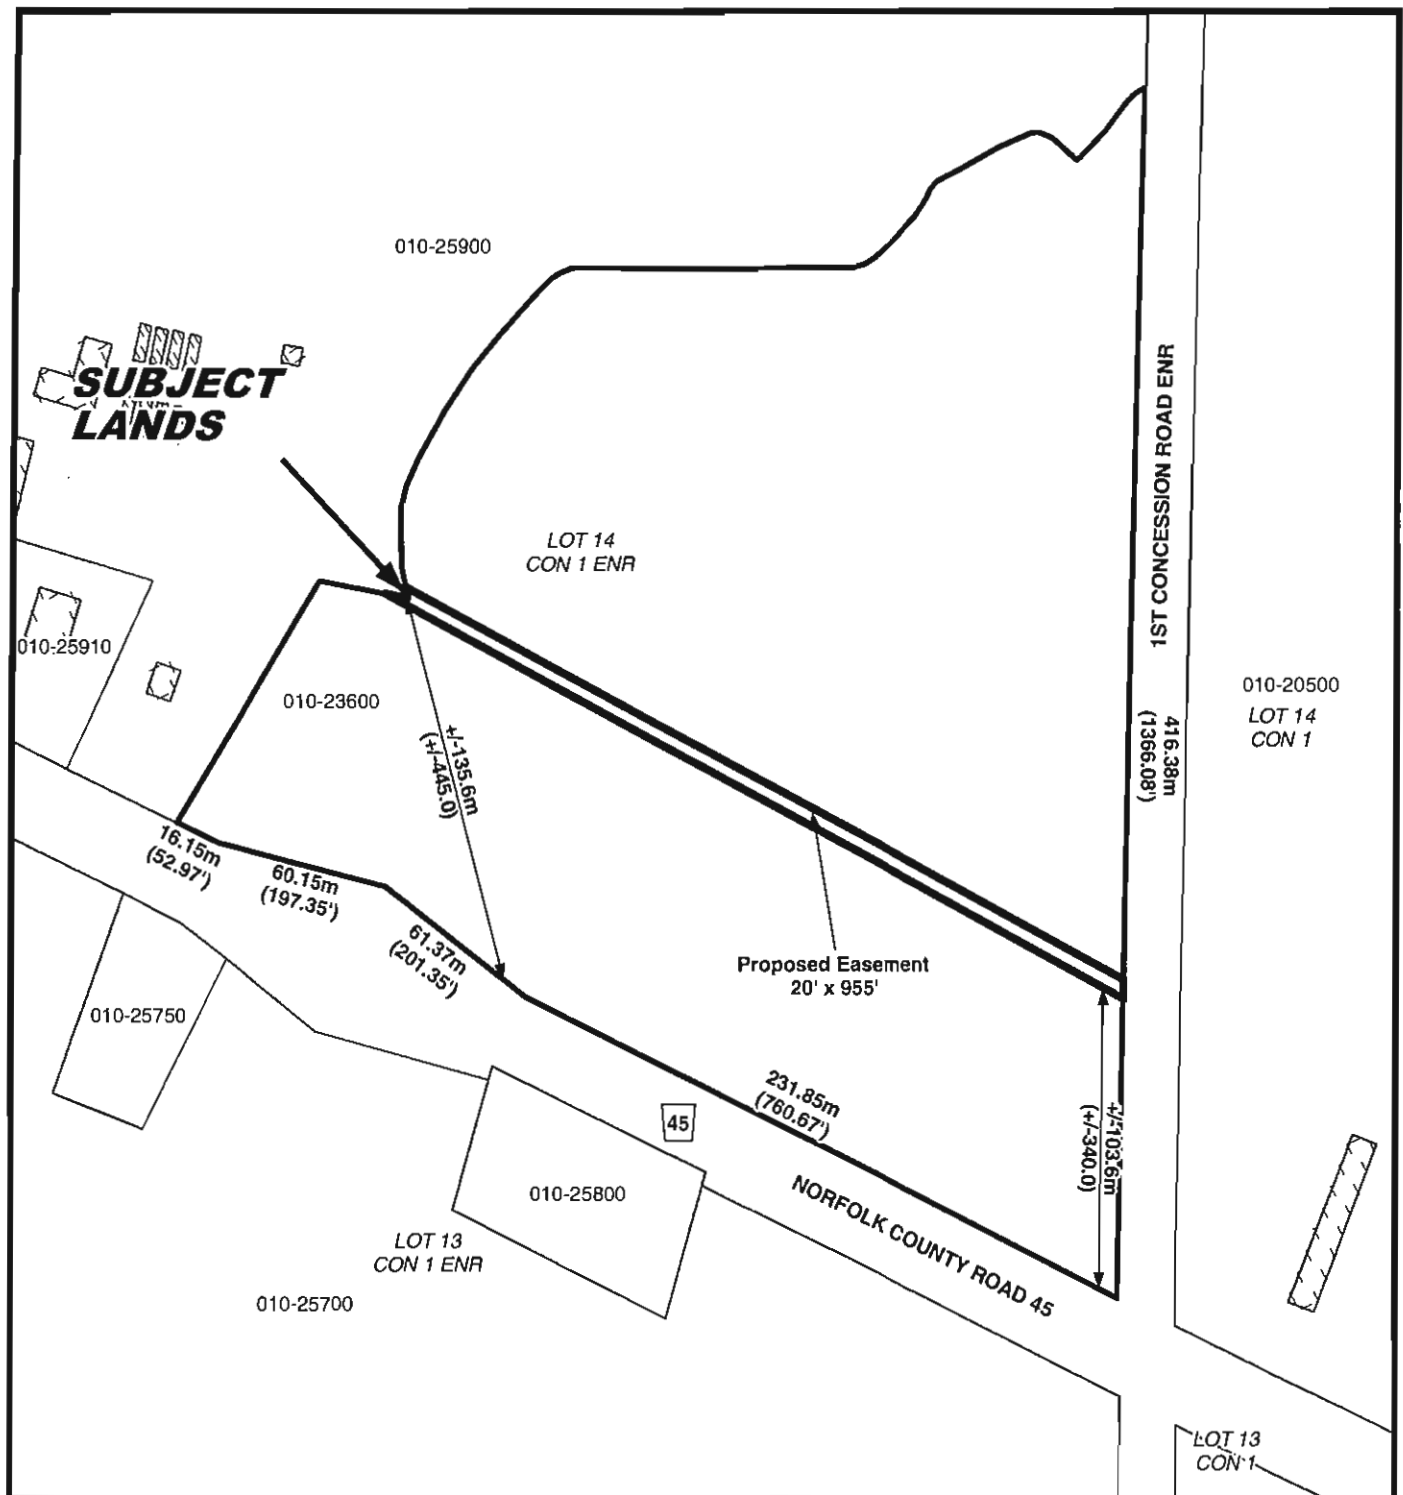 010-25900
SUBJECT
LANDS
1ST CONCESSION ROAD ENR
LOT 14
CON 1 ENR
010-25910
010-23600
010-20500
LOT 14
CON 1
416.38m
(1366.08')
+/-135.6m
(+/-445.0)
16.15m
(52.97')
60.15m
(197.35')
61.37m
(201.35')
Proposed Easement
20' x 955'
010-25750
231.85m
(760.67')
45
+/-103.6m
(+/-340.0)
010-25800
NORFOLK COUNTY ROAD 45
LOT 13
CON 1 ENR
010-25700
LOT 13
CON 1